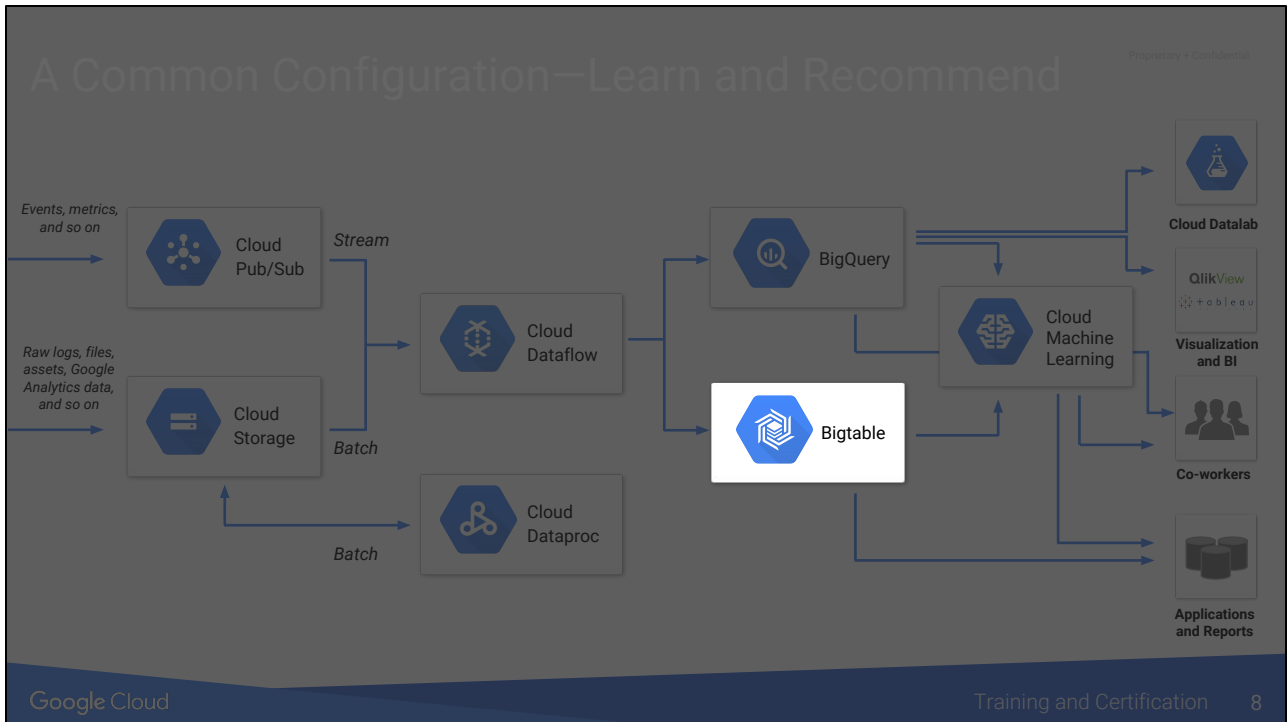 A Common Configuration—Learn and Recommend
Proprietary + Confidential
Events, metrics,
and so on
Cloud
Pub/Sub
Stream
Raw logs, files,
assets, Google
Analytics data,
and so on
Cloud
Storage
Batch
Cloud
Dataflow
Cloud
Dataproc
Batch
BigQuery
Bigtable
Cloud
Machine
Learning
Cloud Datalab
QlikView
+ a b l e a u
Visualization
and BI
Co-workers
Applications
and Reports
Google Cloud
Training and Certification
8